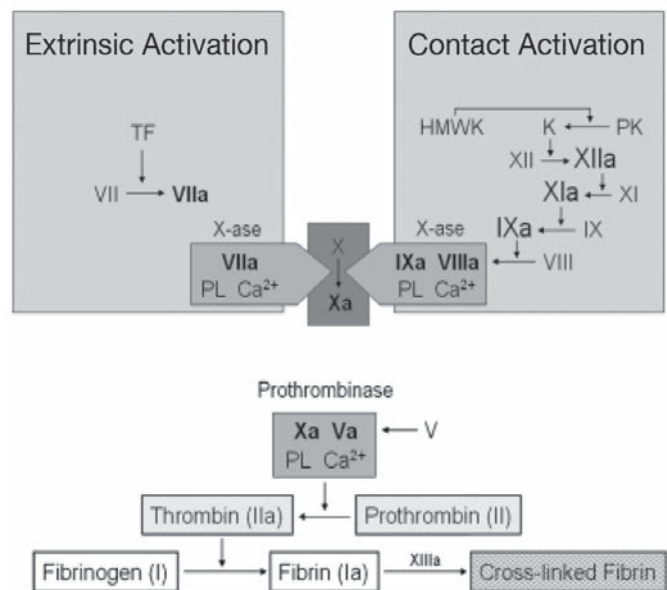 Extrinsic Activation
TF
VII
VIIa
X-ase
VIIa
PL Ca²⁺
X
Xa
Contact Activation
HMWK K PK
XII XIIa
XIa XI
IXa IX
X-ase
VIII
IXa VIIIa
PL Ca²⁺
Prothrombinase
Xa Va
PL Ca²⁺
V
Thrombin (IIa) Prothrombin (II)
Fibrinogen (I) Fibrin (Ia) XIIIa Cross-linked Fibrin